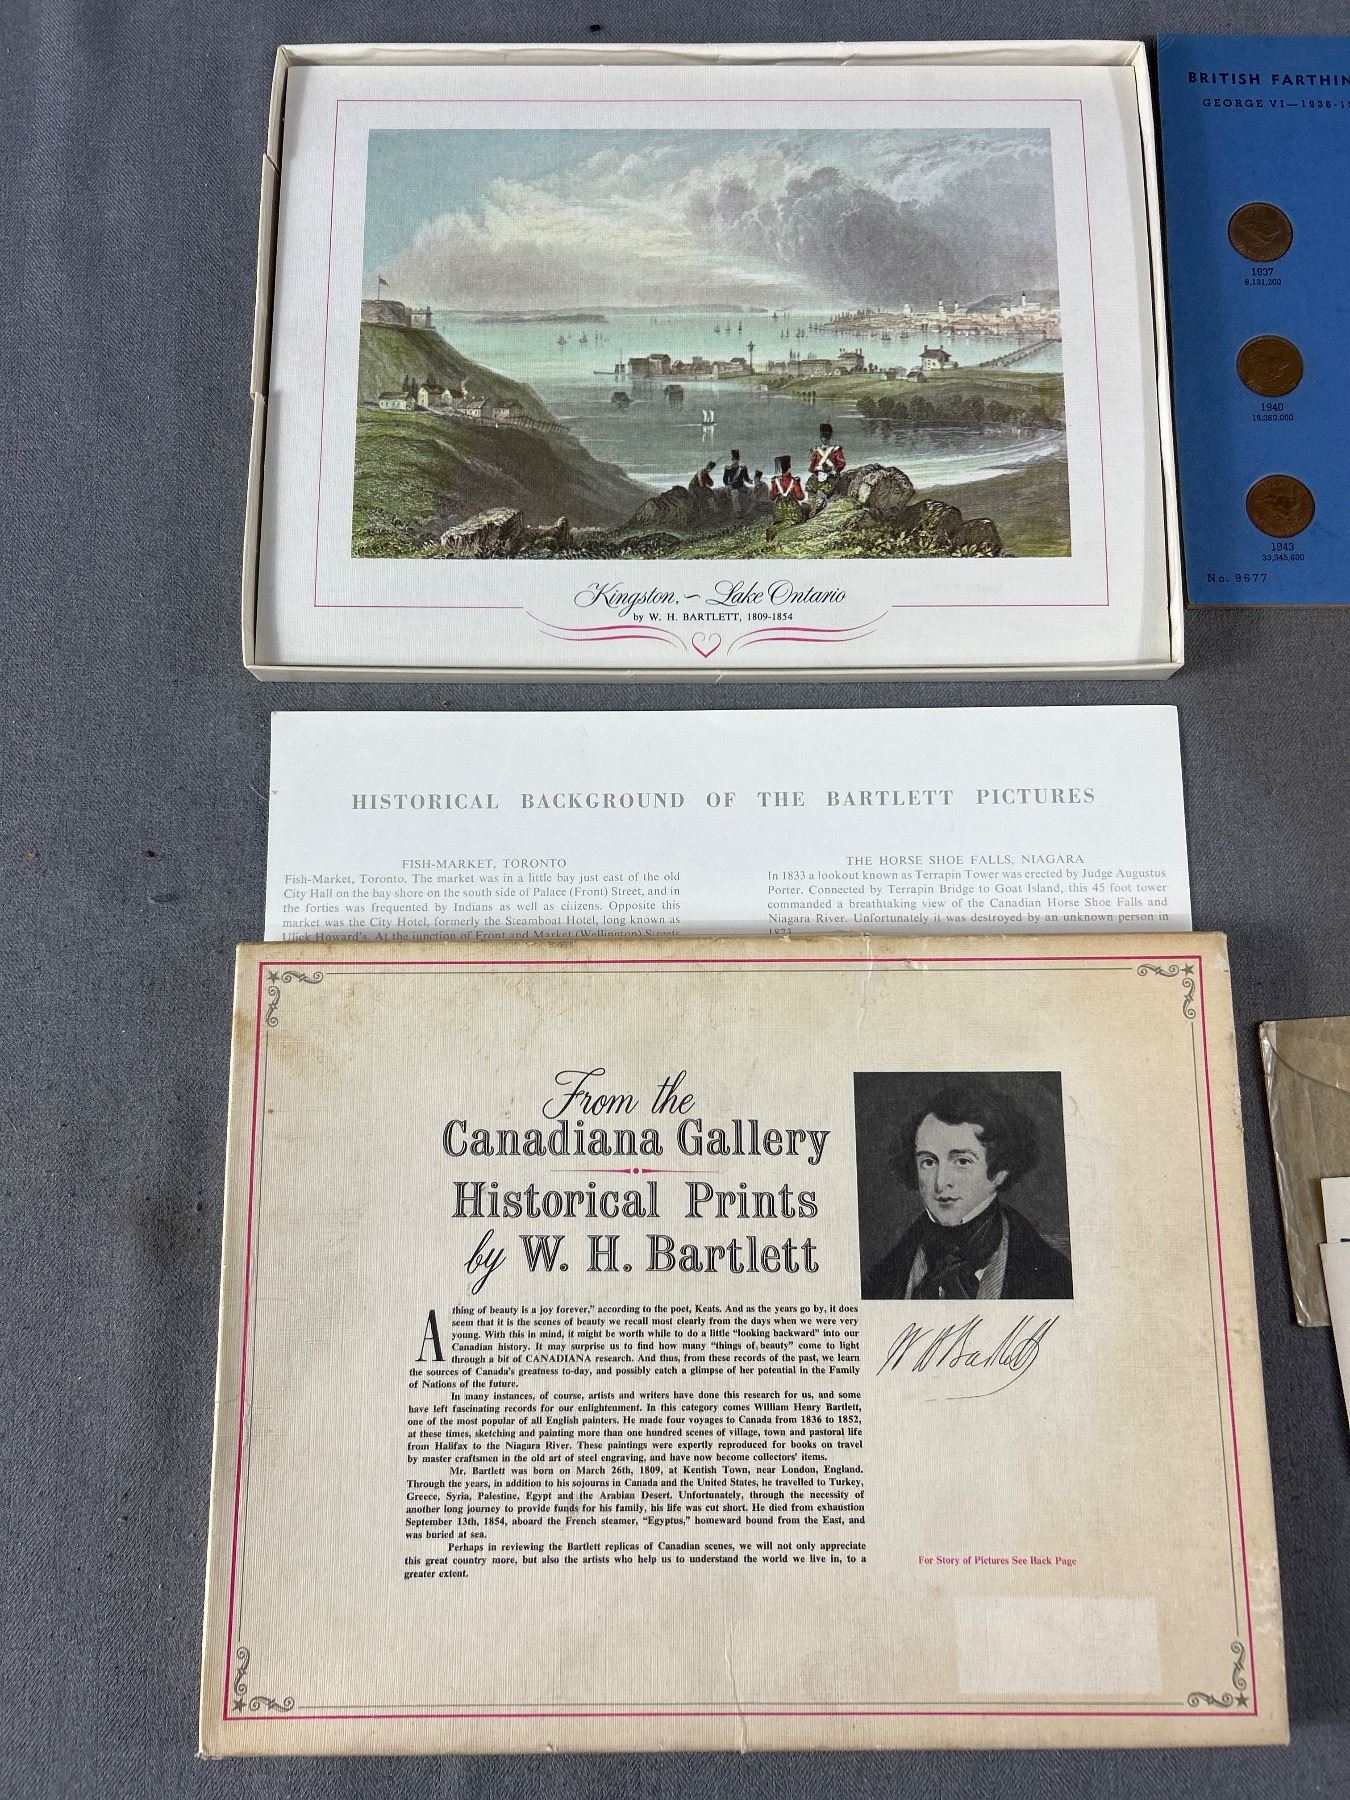 Kingston, ~ Lake Ontario
by W. H. BARTLETT, 1809-1854
BRITISH FARTHIN
GEORGE VI—1936-1
1937
8,131,200
1940
18,360,000
1943
33,345,600
No. 9677
HISTORICAL BACKGROUND OF THE BARTLETT PICTURES
FISH-MARKET, TORONTO
Fish-Market, Toronto. The market was in a little bay just east of the old
City Hall on the bay shore on the south side of Palace (Front) Street, and in
the forties was frequented by Indians as well as citizens. Opposite this
market was the City Hotel, formerly the Steamboat Hotel, long known as
Ulick Howard's. At the junction of Front and Market (Wellington) Streets
THE HORSE SHOE FALLS, NIAGARA
In 1833 a lookout known as Terrapin Tower was erected by Judge Augustus
Porter. Connected by Terrapin Bridge to Goat Island, this 45 foot tower
commanded a breathtaking view of the Canadian Horse Shoe Falls and
Niagara River. Unfortunately it was destroyed by an unknown person in
1873
From the
Canadiana Gallery
Historical Prints
by W. H. Bartlett
A thing of beauty is a joy forever,” according to the poet, Keats. And as the years go by, it does
seem that it is the scenes of beauty we recall most clearly from the days when we were very
young. With this in mind, it might be worth while to do a little “looking backward” into our
Canadian history. It may surprise us to find how many “things of beauty” come to light
through a bit of CANADIANA research. And thus, from these records of the past, we learn
the sources of Canada's greatness to-day, and possibly catch a glimpse of her potential in the Family
of Nations of the future.
In many instances, of course, artists and writers have done this research for us, and some
have left fascinating records for our enlightenment. In this category comes William Henry Bartlett,
one of the most popular of all English painters. He made four voyages to Canada from 1836 to 1852,
at these times, sketching and painting more than one hundred scenes of village, town and pastoral life
from Halifax to the Niagara River. These paintings were expertly reproduced for books on travel
by master craftsmen in the old art of steel engraving, and have now become collectors' items.
Mr. Bartlett was born on March 26th, 1809, at Kentish Town, near London, England.
Through the years, in addition to his sojourns in Canada and the United States, he travelled to Turkey,
Greece, Syria, Palestine, Egypt and the Arabian Desert. Unfortunately, through the necessity of
another long journey to provide funds for his family, his life was cut short. He died from exhaustion
September 13th, 1854, aboard the French steamer, “Egyptus,” homeward bound from the East, and
was buried at sea.
Perhaps in reviewing the Bartlett replicas of Canadian scenes, we will not only appreciate
this great country more, but also the artists who help us to understand the world we live in, to a
greater extent.
W H Bartlett
For Story of Pictures See Back Page